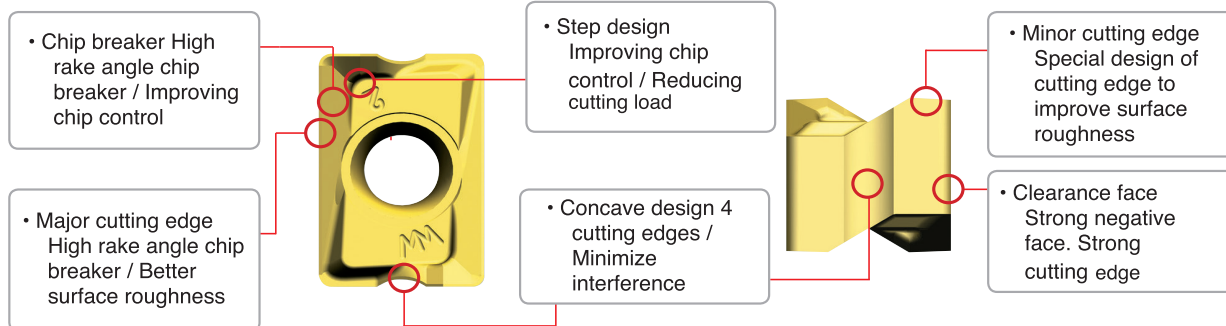 • Chip breaker High
rake angle chip
breaker / Improving
chip control
• Major cutting edge
High rake angle chip
breaker / Better
surface roughness
• Step design
Improving chip
control / Reducing
cutting load
• Concave design 4
cutting edges /
Minimize
interference
• Minor cutting edge
Special design of
cutting edge to
improve surface
roughness
• Clearance face
Strong negative
face. Strong
cutting edge
MM